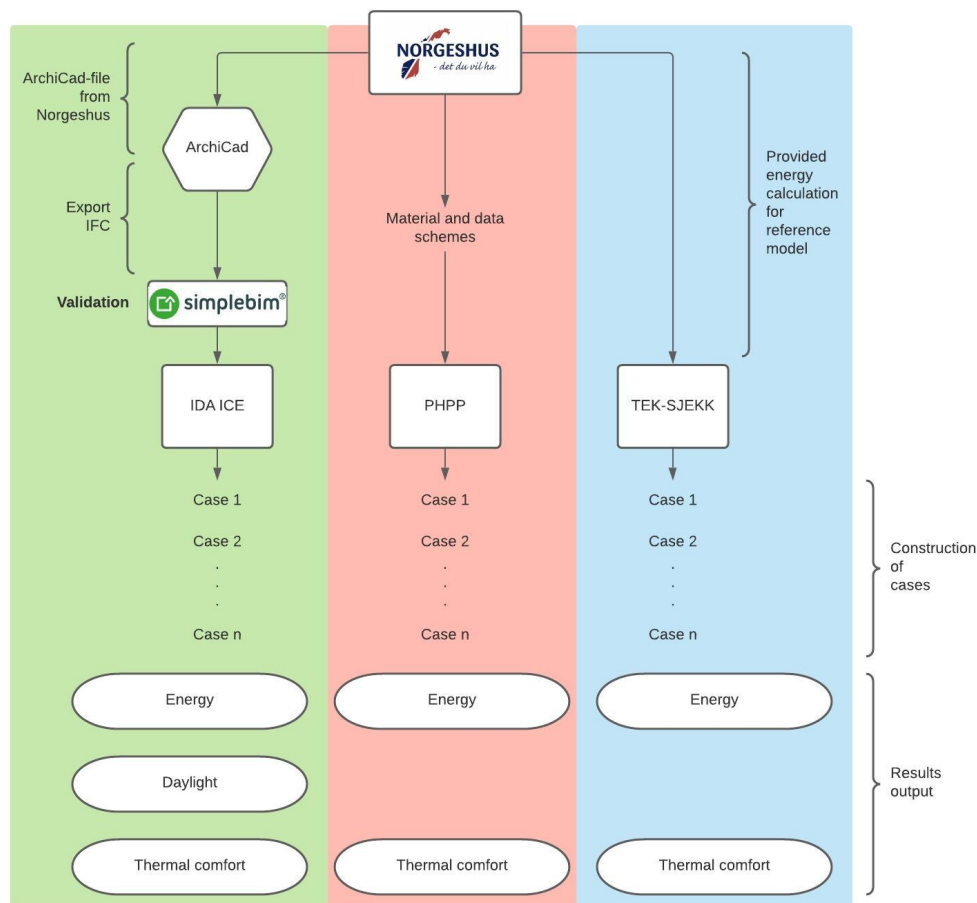 NORGESHUS
- det du vil ha
ArchiCad-file
from
Norgeshus
ArchiCad
Export
IFC
Validation
simplebim®
Material and data
schemes
Provided
energy
calculation
for
reference
model
IDA ICE
PHPP
TEK-SJEKK
Case 1
Case 1
Case 1
Case 2
Case 2
Case 2
.
.
.
.
.
.
.
.
.
Case n
Case n
Case n
Construction
of
cases
Energy
Energy
Energy
Daylight
Thermal comfort
Thermal comfort
Thermal comfort
Results
output